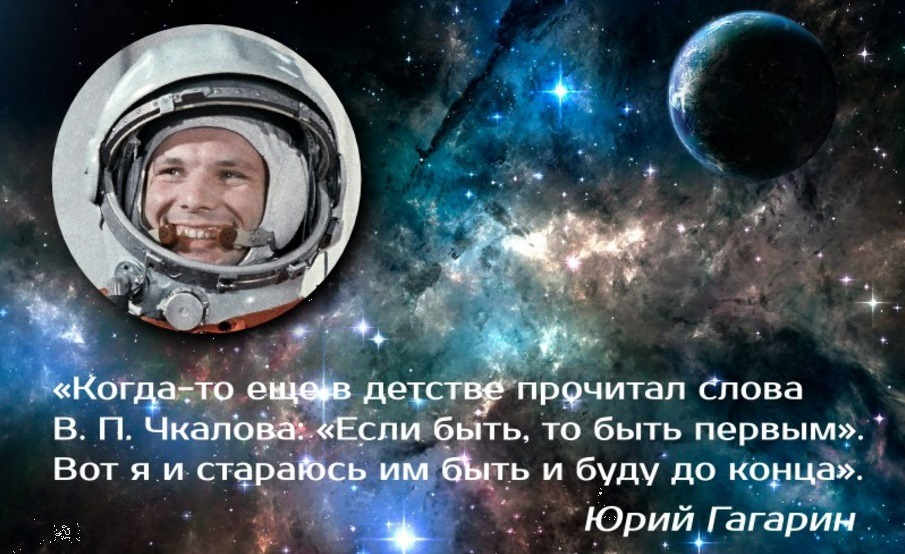 «Когда-то еще в детстве прочитал слова
В. П. Чкалова: «Если быть, то быть первым».
Вот я и стараюсь им быть и буду до конца».
Юрий Гагарин